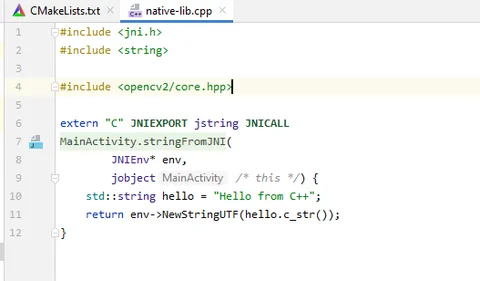 CMakeLists.txt × native-lib.cpp ×
1 #include <jni.h>
2 #include <string>
3
4 #include <opencv2/core.hpp>
5
6 extern "C" JNIEXPORT jstring JNICALL
7 MainActivity.stringFromJNI(
8 JNIEnv* env,
9 jobject MainActivity /* this */) {
10 std::string hello = "Hello from C++";
11 return env->NewStringUTF(hello.c_str());
12 }